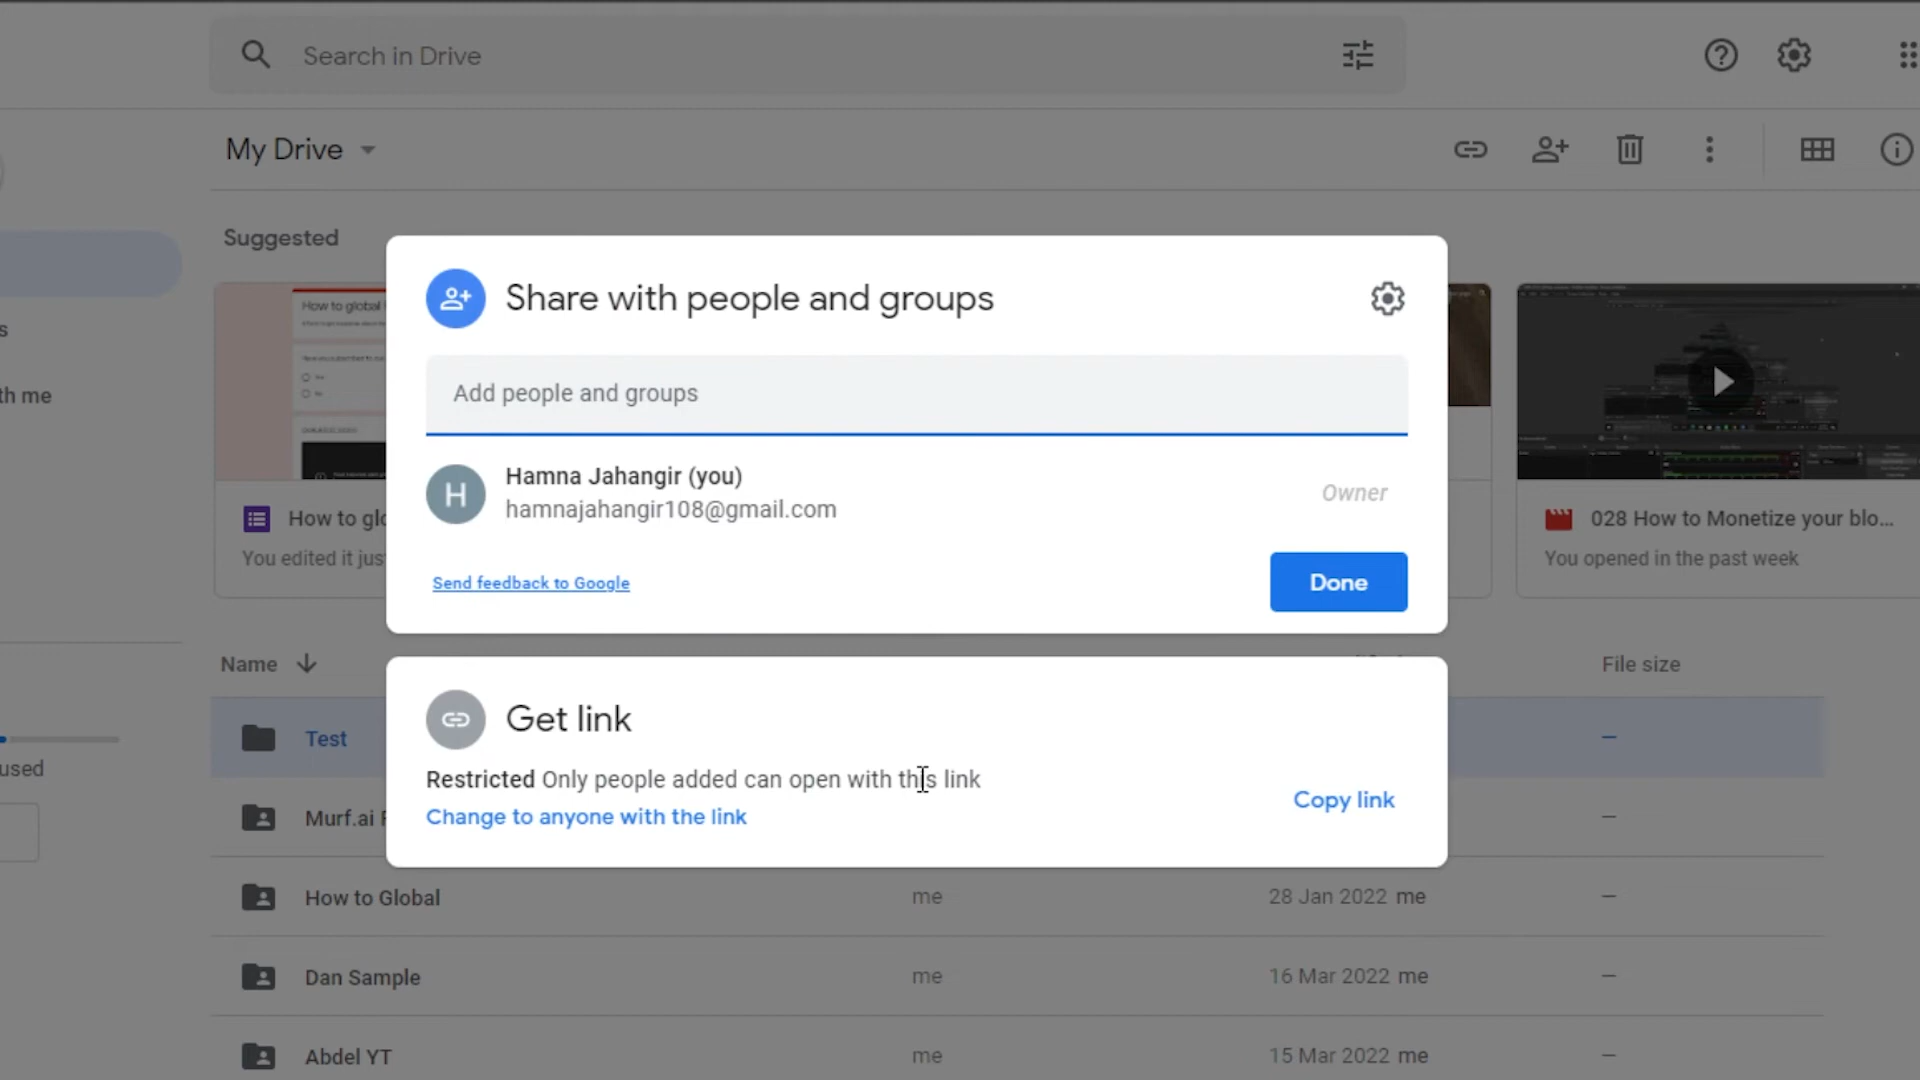 Search in Drive
My Drive
Suggested
Share with people and groups
Add people and groups
Hamna Jahangir (you)
hamnajahangir108@gmail.com
Owner
Send feedback to Google
Done
How to global
s
th me
How to glo
You edited it jus
028 How to Monetize your blo...
You opened in the past week
Name
File size
Get link
Restricted Only people added can open with this link
Change to anyone with the link
Copy link
Test –
used
Murf.ai –
How to Global me 28 Jan 2022 me –
Dan Sample me 16 Mar 2022 me –
Abdel YT me 15 Mar 2022 me –
H